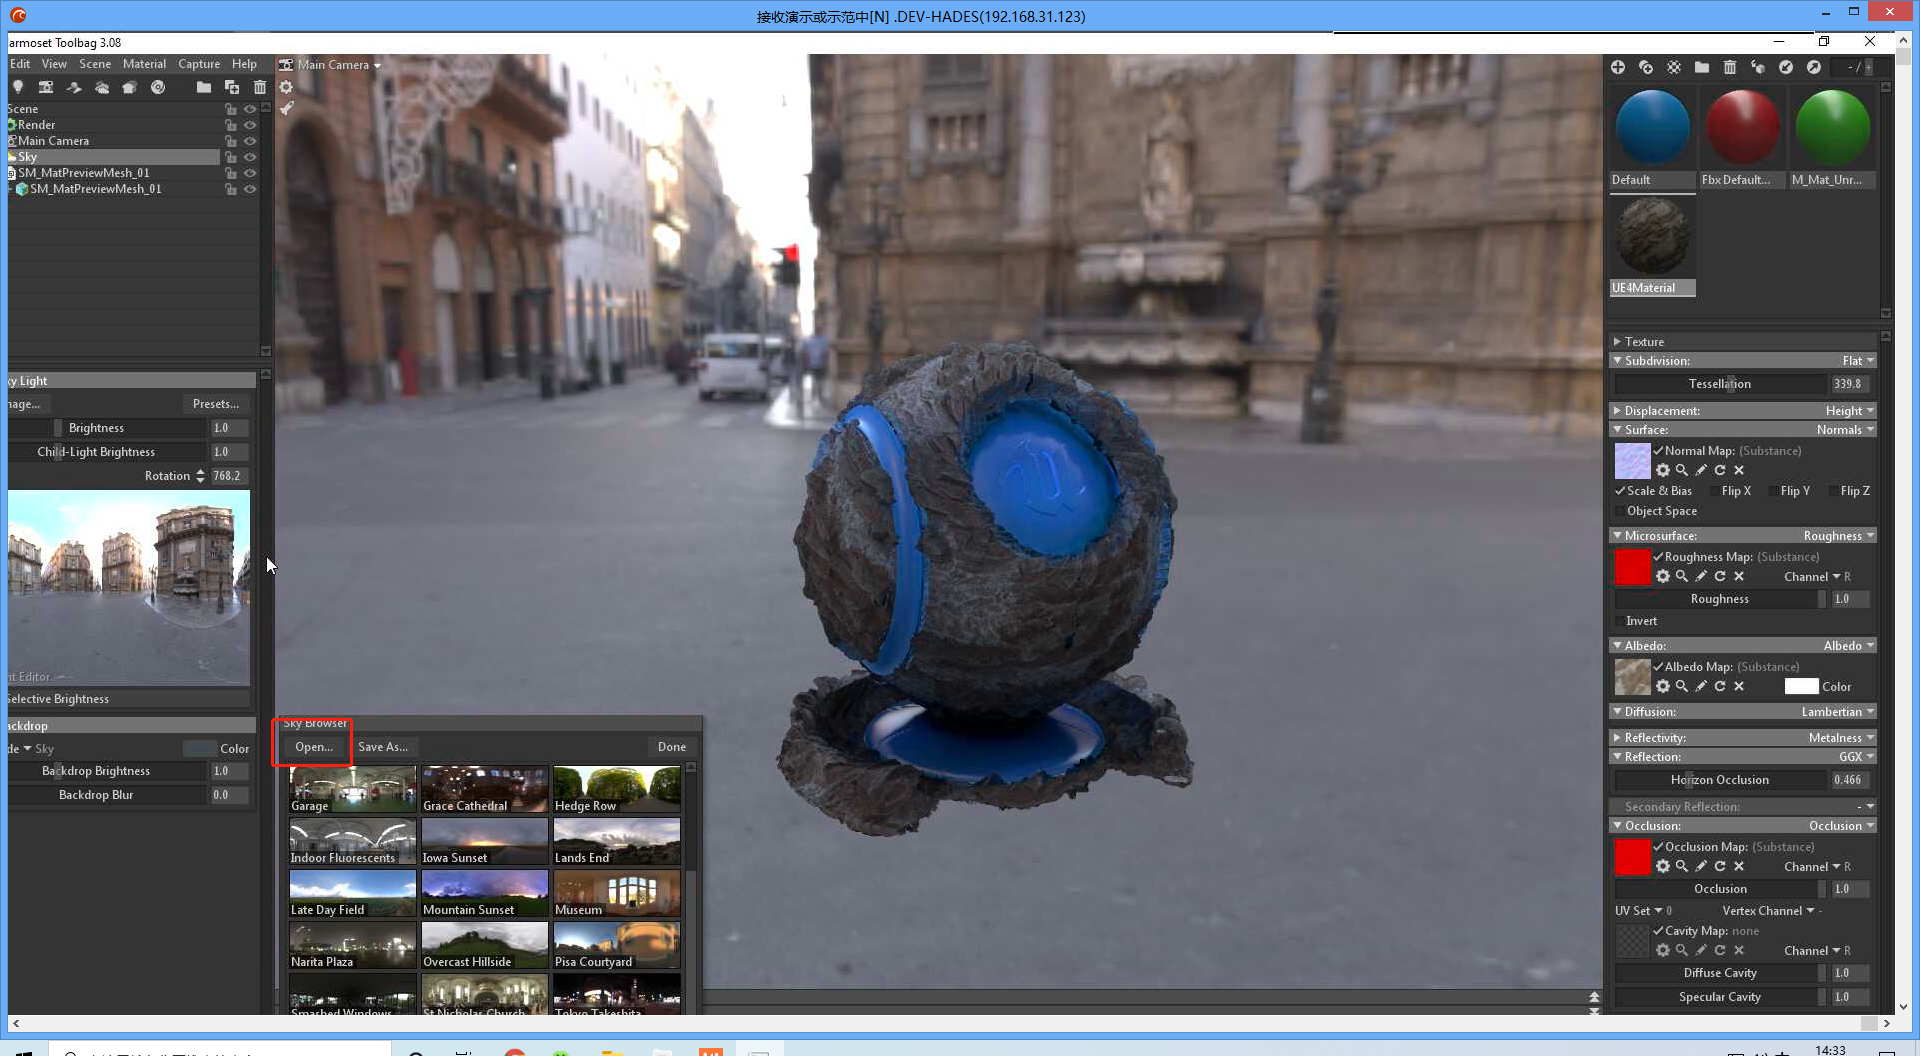 接收演示或示范中[N] .DEV-HADES(192.168.31.123)
armoset Toolbag 3.08
Edit View Scene Material Capture Help
Main Camera
- /
Scene
Render
Main Camera
Sky
SM_MatPreviewMesh_01
SM_MatPreviewMesh_01
Default
Fbx Default...
M_Mat_Unr...
UE4Material
ky Light
nage...
Presets...
Brightness 1.0
Child-Light Brightness 1.0
Rotation 768.2
nt Editor
Selective Brightness
ackdrop
de Sky Color
Backdrop Brightness 1.0
Backdrop Blur 0.0
Sky Browser
Open... Save As... Done
Garage
Grace Cathedral
Hedge Row
Indoor Fluorescents
Iowa Sunset
Lands End
Late Day Field
Mountain Sunset
Museum
Narita Plaza
Overcast Hillside
Pisa Courtyard
Smashed Windows
St Nicholas Church
Tokyo Takeshita
Texture
Subdivision: Flat
Tessellation 339.8
Displacement: Height
Surface: Normals
Normal Map: (Substance)
Scale & Bias Flip X Flip Y Flip Z
Object Space
Microsurface: Roughness
Roughness Map: (Substance)
Channel R
Roughness 1.0
Invert
Albedo: Albedo
Albedo Map: (Substance)
Color
Diffusion: Lambertian
Reflectivity: Metalness
Reflection: GGX
Horizon Occlusion 0.466
Secondary Reflection: -
Occlusion: Occlusion
Occlusion Map: (Substance)
Channel R
Occlusion 1.0
UV Set 0 Vertex Channel -
Cavity Map: none
Channel R
Diffuse Cavity 1.0
Specular Cavity 1.0
14:33